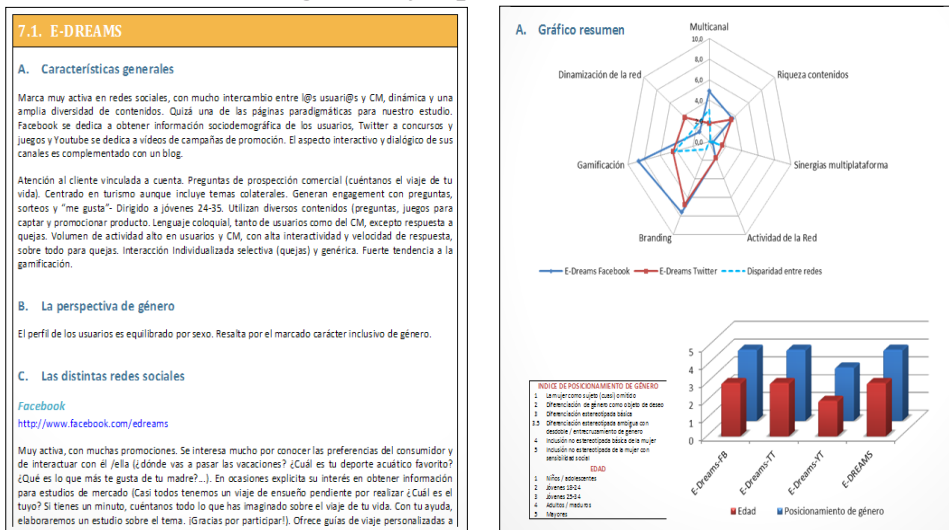 7.1. E-DREAMS
A. Características generales
Marca muy activa en redes sociales, con mucho intercambio entre l@s usuari@s y CM, dinámica y una
amplia diversidad de contenidos. Quizá una de las páginas paradigmáticas para nuestro estudio.
Facebook se dedica a obtener información sociodemográfica de los usuarios, Twitter a concursos y
juegos y Youtube se dedica a vídeos de campañas de promoción. El aspecto interactivo y dialógico de sus
canales es complementado con un blog.
Atención al cliente vinculada a cuenta. Preguntas de prospección comercial (cuéntanos el viaje de tu
vida). Centrado en turismo aunque incluye temas colaterales. Generan engagement con preguntas,
sorteos y "me gusta"- Dirigido a jóvenes 24-35. Utilizan diversos contenidos (preguntas, juegos para
captar y promocionar producto. Lenguaje coloquial, tanto de usuarios como del CM, excepto respuesta a
quejas. Volumen de actividad alto en usuarios y CM, con alta interactividad y velocidad de respuesta,
sobre todo para quejas. Interacción Individualizada selectiva (quejas) y genérica. Fuerte tendencia a la
gamificación.
B. La perspectiva de género
El perfil de los usuarios es equilibrado por sexo. Resalta por el marcado carácter inclusivo de género.
C. Las distintas redes sociales
Facebook
http://www.facebook.com/edreams
Muy activa, con muchas promociones. Se interesa mucho por conocer las preferencias del consumidor y
de interactuar con él /ella (¿dónde vas a pasar las vacaciones? ¿Cuál es tu deporte acuático favorito?
¿Qué es lo que más te gusta de tu madre?...). En ocasiones explicita su interés en obtener información
para estudios de mercado (Casi todos tenemos un viaje de ensueño pendiente por realizar ¿Cuál es el
tuyo? Si tienes un minuto, cuéntanos todo lo que has imaginado sobre el viaje de tu vida. Con tu ayuda,
elaboraremos un estudio sobre el tema. ¡Gracias por participar!). Ofrece guías de viaje personalizadas a
A. Gráfico resumen
Multicanal
10,0
8,0
6,0
4,0
2,0
0,0
Riqueza contenidos
Sinergias multiplataforma
Actividad de la Red
Branding
Gamificación
Dinamización de la red
E-Dreams Facebook
E-Dreams Twitter
Disparidad entre redes
INDICE DE POSICIONAMIENTO DE GÉNERO
1 La mujer como sujeto (cuasi) omitido
2 Diferenciación de género como objeto de deseo
3 Diferenciación estereotipada básica
3.5 Diferenciación estereotipada ambigua con
desdoble / entrecruzamiento de genero
4 Inclusión no estereotipada básica de la mujer
5 Inclusión no estereotipada de la mujer con
sensibilidad social
EDAD
1 Niños / adolescentes
2 Jóvenes 18-24
3 Jóvenes 25-34
4 Adultos / maduros
5 Mayores
5
4
3
2
1
0
E-Dreams-FB
E-Dreams-TT
E-Dreams-YT
E-DREAMS
Edad
Posicionamiento de género